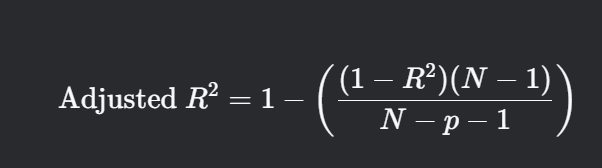 Adjusted R² = 1 − ( ((1 − R²)(N − 1)) / (N − p − 1) )